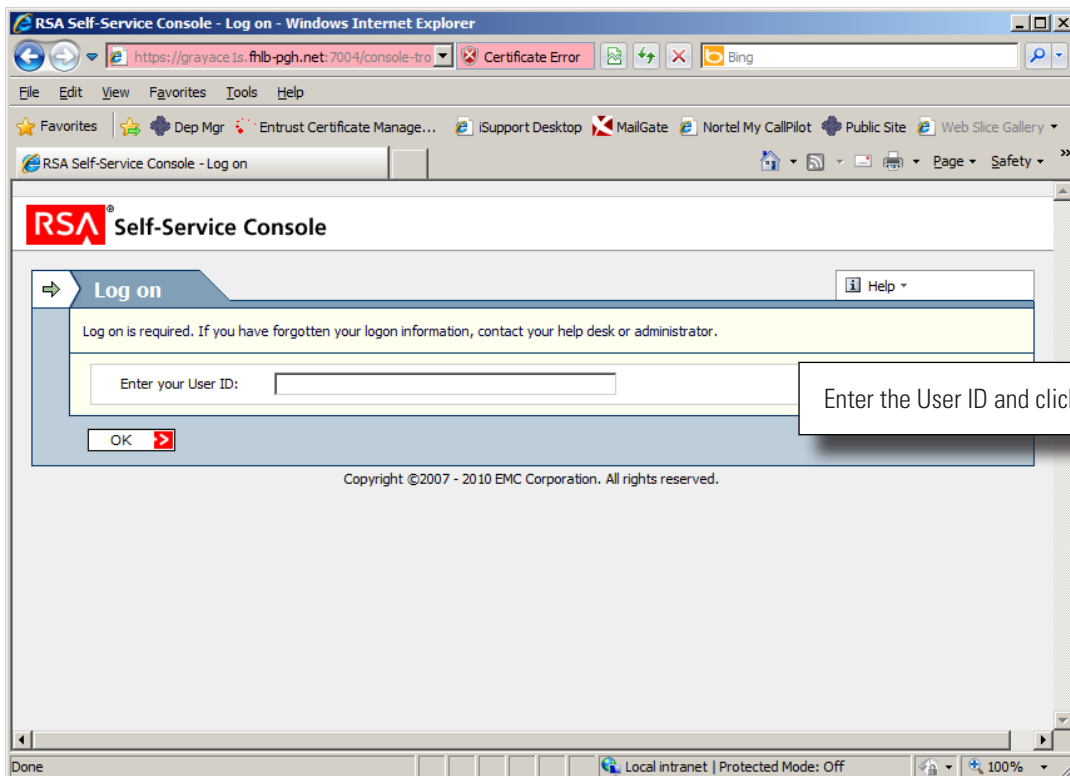 RSA Self-Service Console - Log on - Windows Internet Explorer
https://grayace1s.fhlb-pgh.net:7004/console-tro Certificate Error Bing
File Edit View Favorites Tools Help
Favorites Dep Mgr Entrust Certificate Manage... iSupport Desktop MailGate Nortel My CallPilot Public Site Web Slice Gallery
RSA Self-Service Console - Log on Page Safety »
RSA® Self-Service Console
Log on Help
Log on is required. If you have forgotten your logon information, contact your help desk or administrator.
Enter your User ID:
Enter the User ID and clic
OK
Copyright ©2007 - 2010 EMC Corporation. All rights reserved.
Done Local intranet | Protected Mode: Off 100%